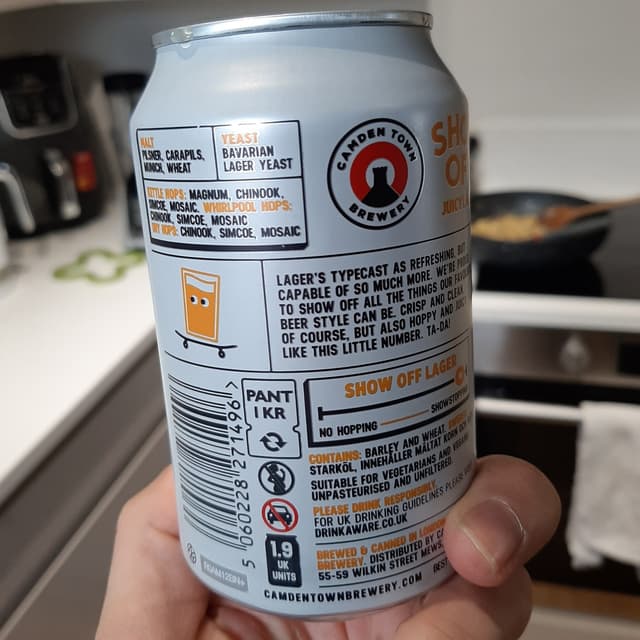 MALT
PILSNER, CARAPILS,
MUNICH, WHEAT
YEAST
BAVARIAN
LAGER YEAST
KETTLE HOPS: MAGNUM, CHINOOK,
SIMCOE, MOSAIC. WHIRLPOOL HOPS:
CHINOOK, SIMCOE, MOSAIC
DRY HOPS: CHINOOK, SIMCOE, MOSAIC
CAMDEN TOWN
BREWERY
LAGER'S TYPECAST AS REFRESHING, BUT
CAPABLE OF SO MUCH MORE. WE'RE
TO SHOW OFF ALL THE THINGS OUR
BEER STYLE CAN BE. CRISP AND CLEAN,
OF COURSE, BUT ALSO HOPPY AND JUICY
LIKE THIS LITTLE NUMBER. TA-DA!
PANT
1 KR
SHOW OFF LAGER
NO HOPPING
5 060228 271496 >
CONTAINS: BARLEY AND WHEAT.
STARKÖL, INNEHÅLLER MALTAT KORN
SUITABLE FOR VEGETARIANS AND
UNPASTEURISED AND UNFILTERED.
PLEASE DRINK RESPONSIBLY.
FOR UK DRINKING GUIDELINES PLEASE
DRINKAWARE.CO.UK
1.9
UK
UNITS
BREWED & CANNED IN LONDON
BREWERY. DISTRIBUTED BY
55-59 WILKIN STREET MEWS,
BEST
CAMDENTOWNBREWERY.COM